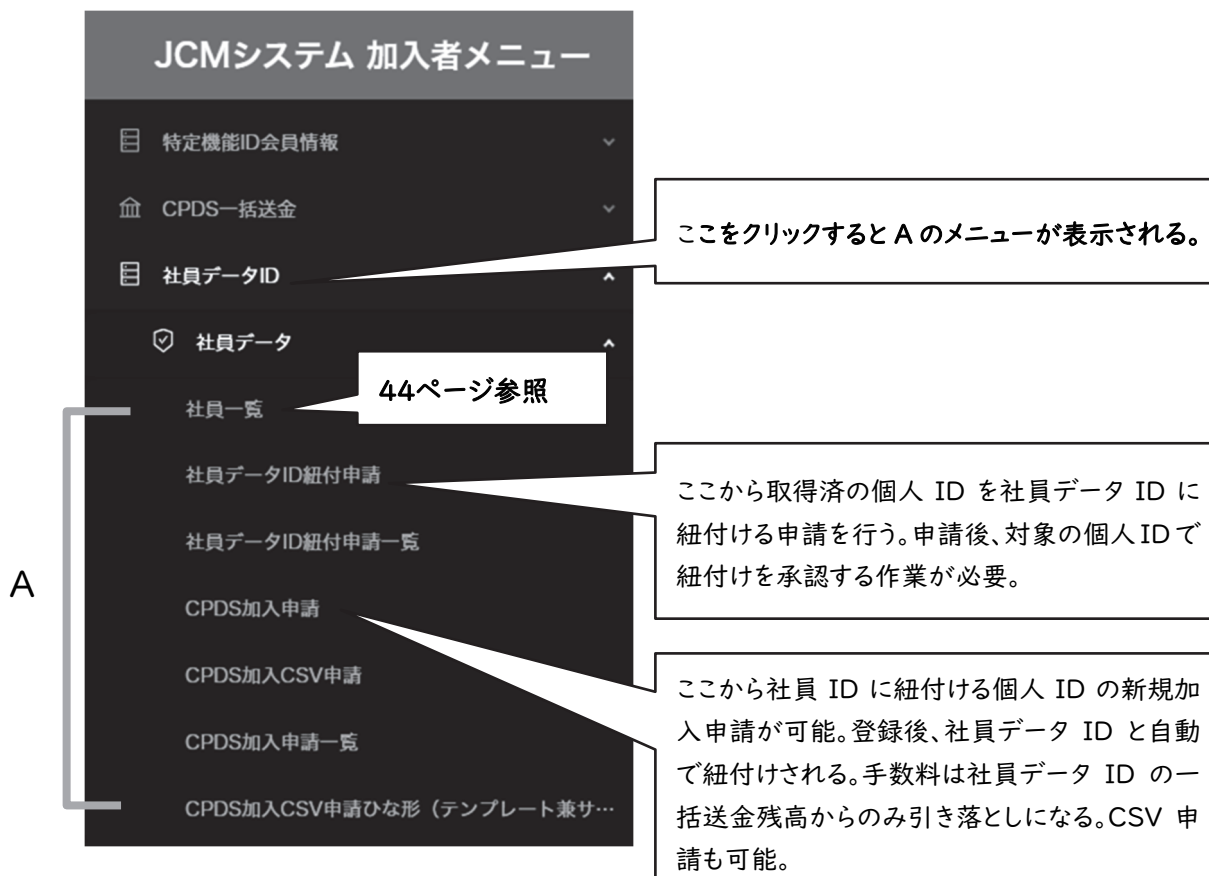 JCMシステム 加入者メニュー
特定機能ID会員情報
CPDS一括送金
ここをクリックするとAのメニューが表示される。
社員データID
社員データ
44ページ参照
社員一覧
社員データID紐付申請
ここから取得済の個人 ID を社員データ ID に
紐付ける申請を行う。申請後、対象の個人IDで
紐付けを承認する作業が必要。
社員データID紐付申請一覧
A
CPDS加入申請
CPDS加入CSV申請
ここから社員 ID に紐付ける個人 ID の新規加
入申請が可能。登録後、社員データ ID と自動
で紐付けされる。手数料は社員データ ID の一
括送金残高からのみ引き落としになる。CSV 申
請も可能。
CPDS加入申請一覧
CPDS加入CSV申請ひな形（テンプレート兼サ…